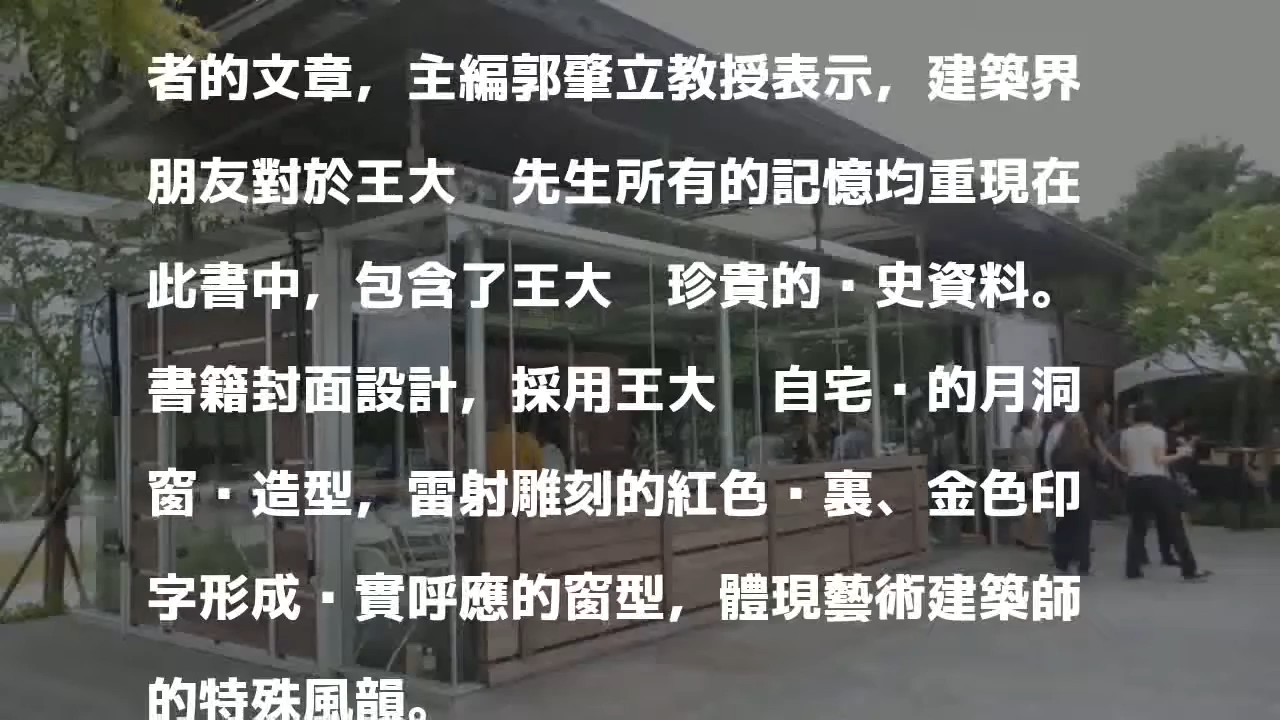 者的文章，主編郭肇立教授表示，建築界
朋友對於王大　先生所有的記憶均重現在
此書中，包含了王大　珍貴的▪史資料。
書籍封面設計，採用王大　自宅▪的月洞
窗▪造型，雷射雕刻的紅色▪裏、金色印
字形成▪實呼應的窗型，體現藝術建築師
的特殊風韻。